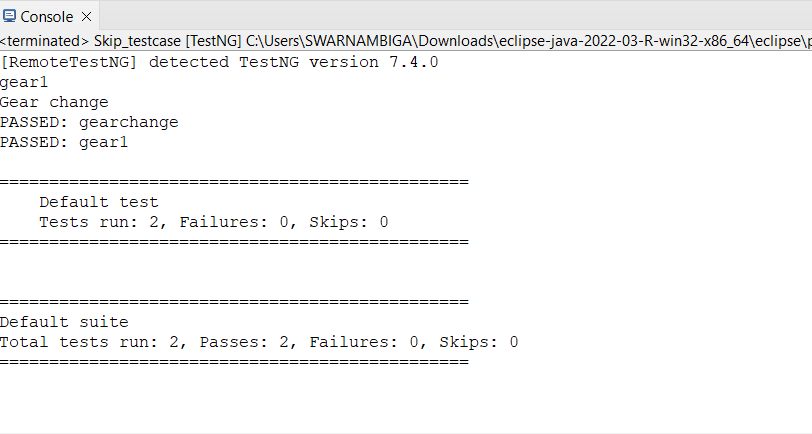 Console
<terminated> Skip_testcase [TestNG] C:\Users\SWARNAMBIGA\Downloads\eclipse-java-2022-03-R-win32-x86_64\eclipse\p
[RemoteTestNG] detected TestNG version 7.4.0
gear1
Gear change
PASSED: gearchange
PASSED: gear1
===============================================
Default test
Tests run: 2, Failures: 0, Skips: 0
===============================================
===============================================
Default suite
Total tests run: 2, Passes: 2, Failures: 0, Skips: 0
===============================================